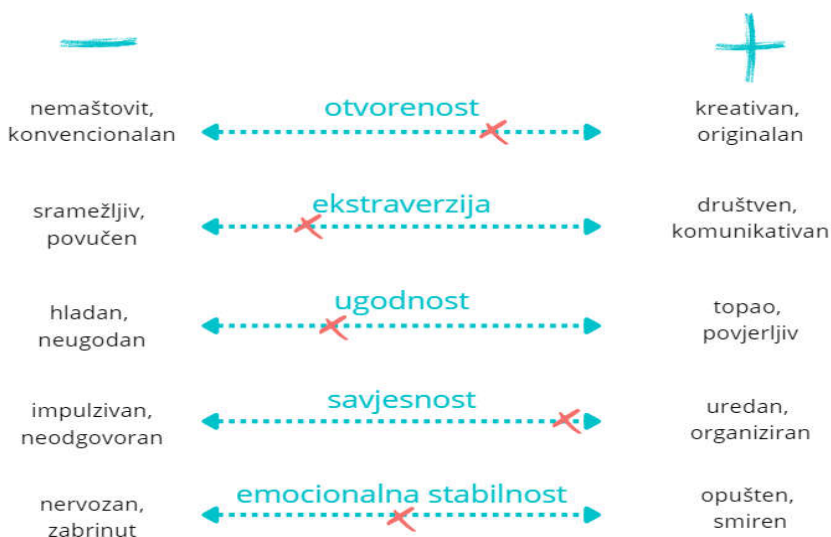 nemaštovit,
konvencionalan
otvorenost
kreativan,
originalan
sramežljiv,
povučen
ekstraverzija
društven,
komunikativan
hladan,
neugodan
ugodnost
topao,
povjerljiv
impulzivan,
neodgovoran
savjesnost
uredan,
organiziran
nervozan,
zabrinut
emocionalna stabilnost
opušten,
smiren